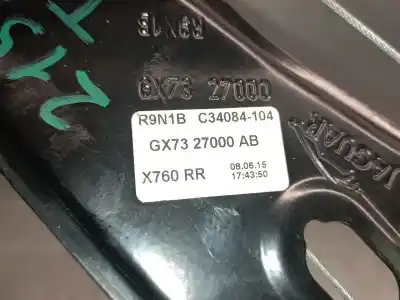 R9N1B
GX73 27000
R9N1B C34084-104
GX73 27000 AB
X760 RR
08.06.15
17:43:50
JAGUAR